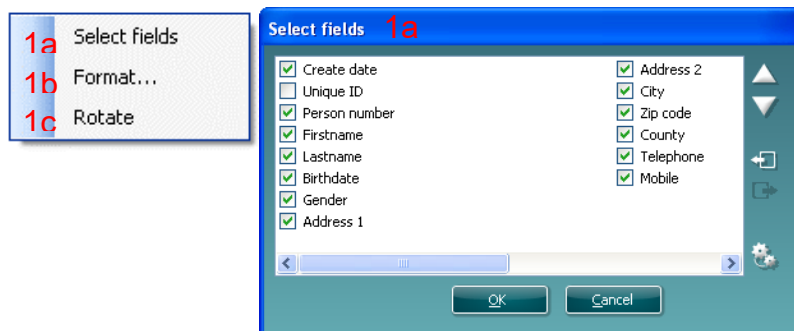 1a Select fields
1b Format...
1c Rotate
Select fields 1a
Create date
Unique ID
Person number
Firstname
Lastname
Birthdate
Gender
Address 1
Address 2
City
Zip code
County
Telephone
Mobile
OK Cancel